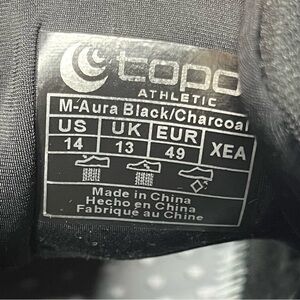 topo
ATHLETIC
M-Aura Black/Charcoal
US UK EUR XEA
14 13 49
Made in China
Hecho en China
Fabriqué au Chine